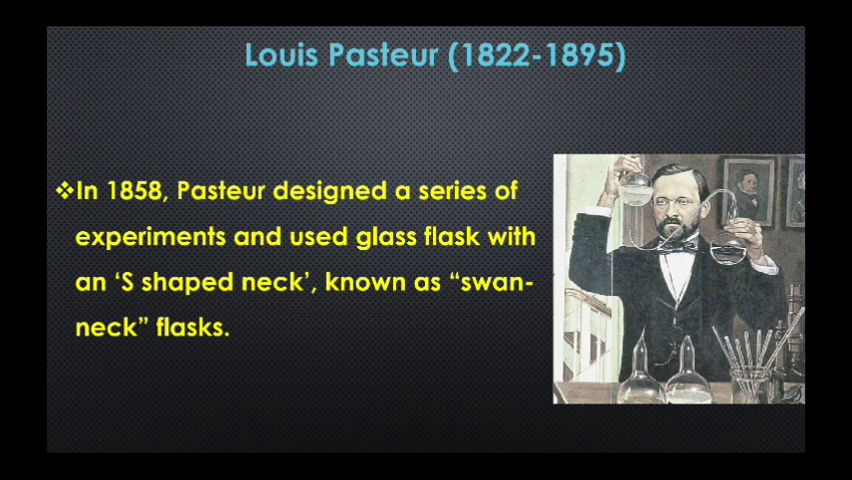 Louis Pasteur (1822-1895)
❖In 1858, Pasteur designed a series of
experiments and used glass flask with
an ‘S shaped neck’, known as “swan-
neck” flasks.